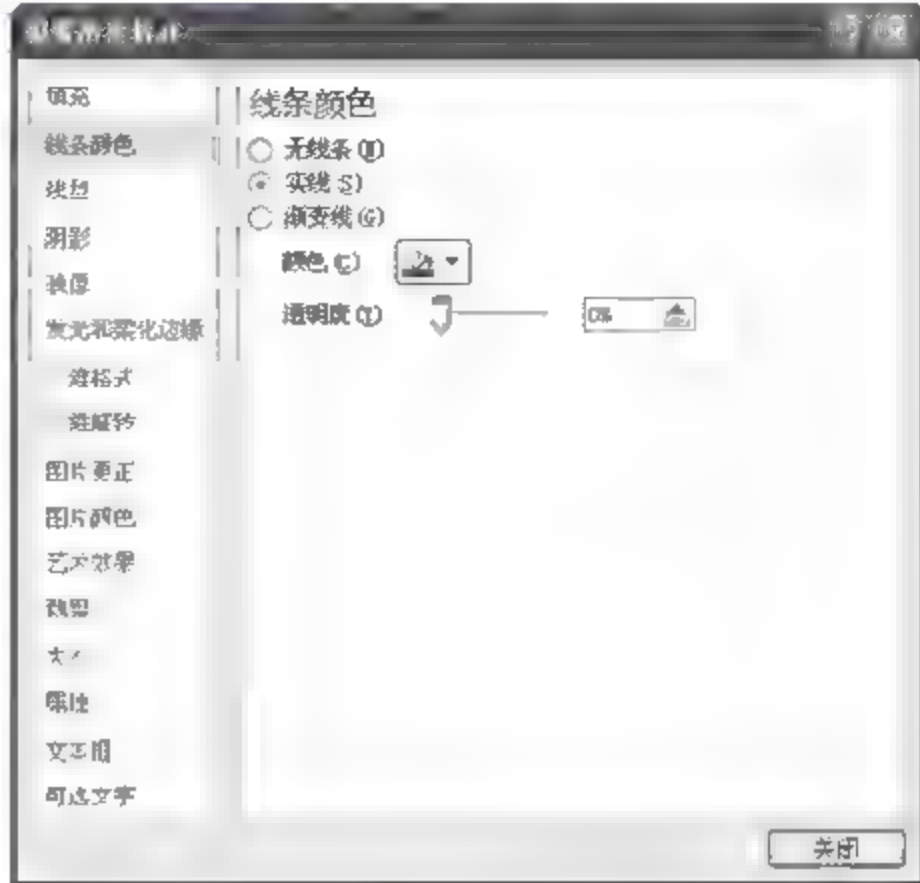 填充
线条颜色
线型
阴影
映像
发光和柔化边缘
维格式
维旋转
图片更正
图片颜色
艺术效果
裁剪
大小
属性
文本框
可选文字
线条颜色
无线条(N)
实线(S)
渐变线(G)
颜色(C)
透明度(T)
0%
关闭